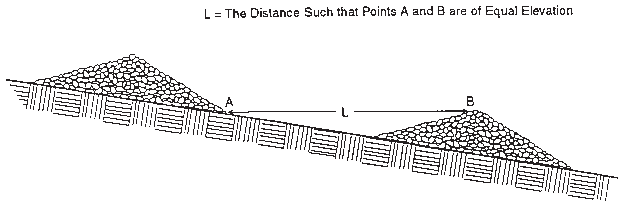 L = The Distance Such that Points A and B are of Equal Elevation
A
B
L